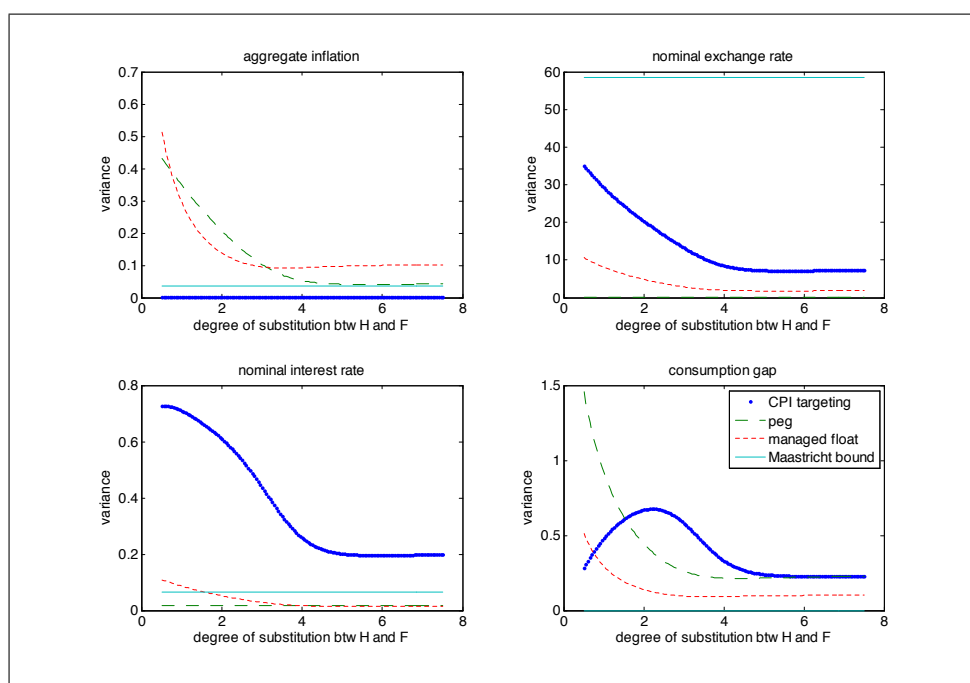 aggregate inflation
0.7
0.6
0.5
0.4
0.3
0.2
0.1
0
variance
0 2 4 6 8
degree of substitution btw H and F
nominal exchange rate
60
50
40
30
20
10
0
variance
0 2 4 6 8
degree of substitution btw H and F
nominal interest rate
0.8
0.6
0.4
0.2
0
variance
0 2 4 6 8
degree of substitution btw H and F
consumption gap
1.5
1
0.5
0
variance
CPI targeting
peg
managed float
Maastricht bound
0 2 4 6 8
degree of substitution btw H and F